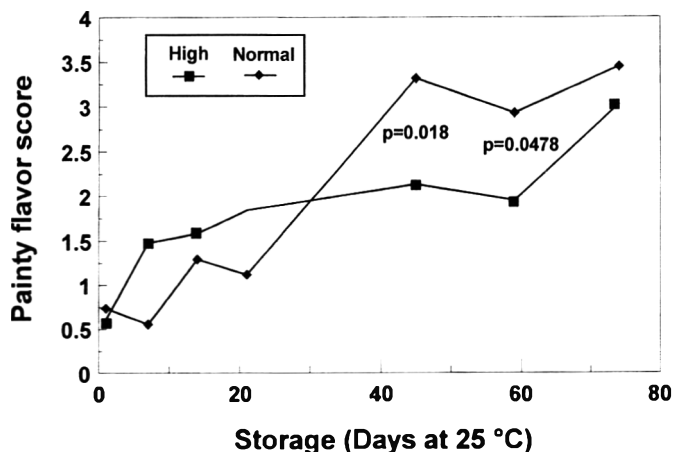 4
3.5
3
2.5
2
1.5
1
0.5
0
Painty flavor score
High Normal
p=0.018
p=0.0478
0 20 40 60 80
Storage (Days at 25 °C)